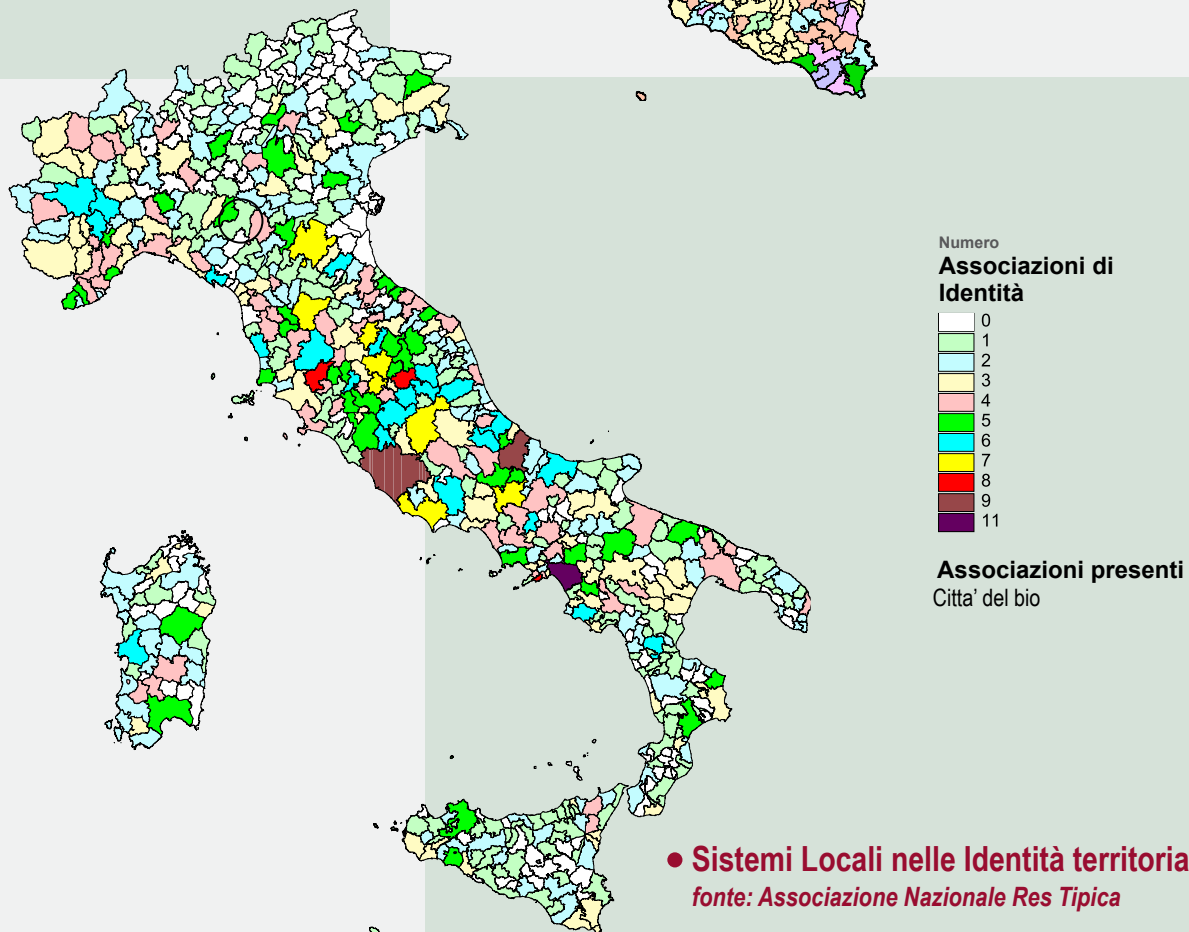 Numero
Associazioni di
Identità
0
1
2
3
4
5
6
7
8
9
11
Associazioni presenti
Citta' del bio
• Sistemi Locali nelle Identità territoria
fonte: Associazione Nazionale Res Tipica